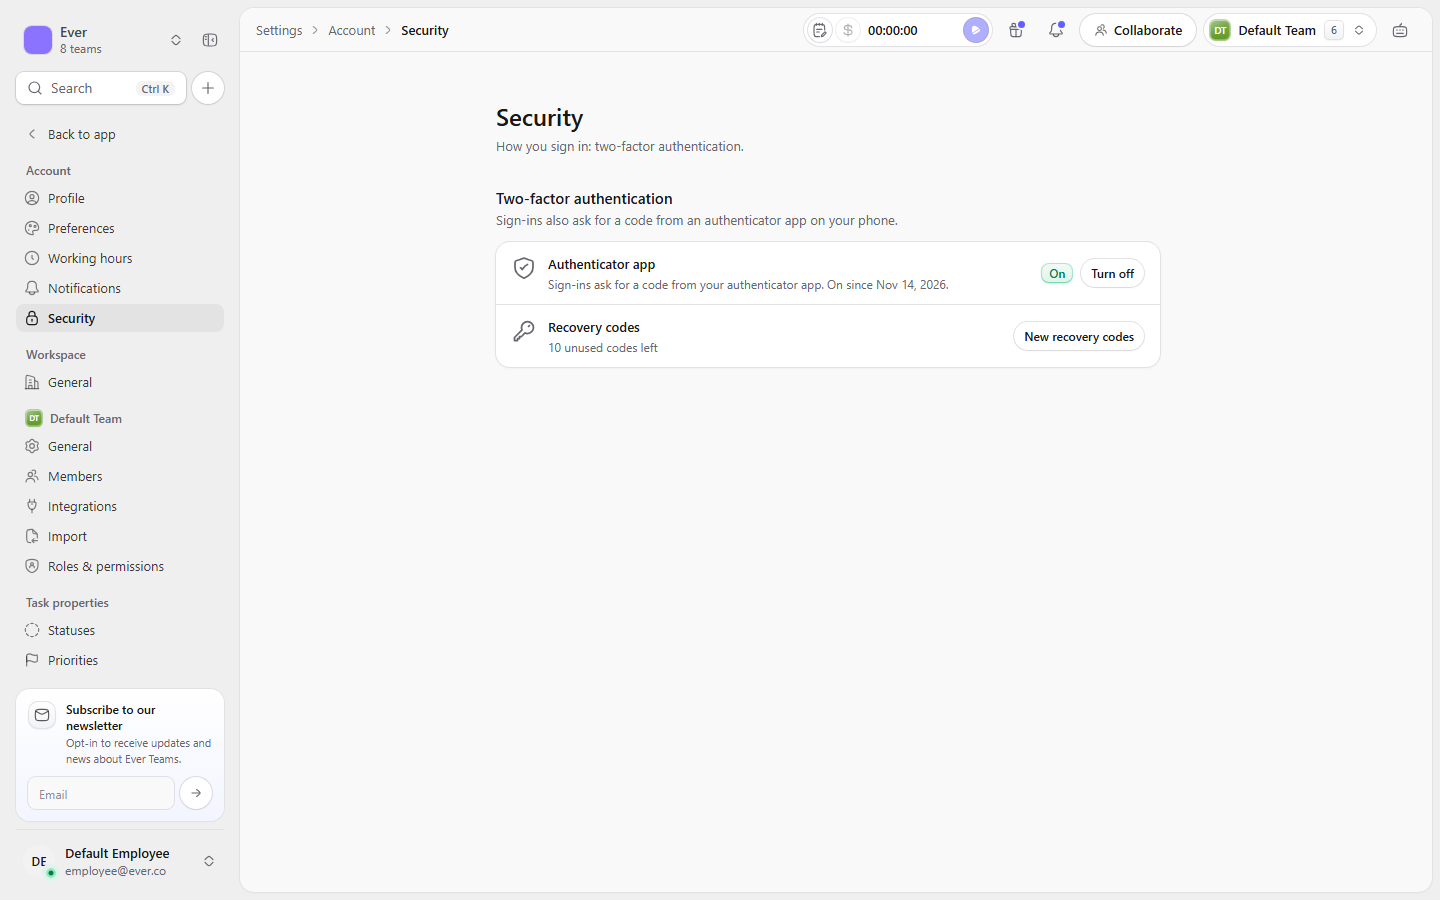 Ever
8 teams
Search
Ctrl K
Back to app
Account
Profile
Preferences
Working hours
Notifications
Security
Workspace
General
DT
Default Team
General
Members
Integrations
Import
Roles & permissions
Task properties
Statuses
Priorities
Subscribe to our
newsletter
Opt-in to receive updates and
news about Ever Teams.
Email
DE
Default Employee
employee@ever.co
Settings
Account
Security
00:00:00
Collaborate
DT
Default Team
6
Security
How you sign in: two-factor authentication.
Two-factor authentication
Sign-ins also ask for a code from an authenticator app on your phone.
Authenticator app
Sign-ins ask for a code from your authenticator app. On since Nov 14, 2026.
On
Turn off
Recovery codes
10 unused codes left
New recovery codes